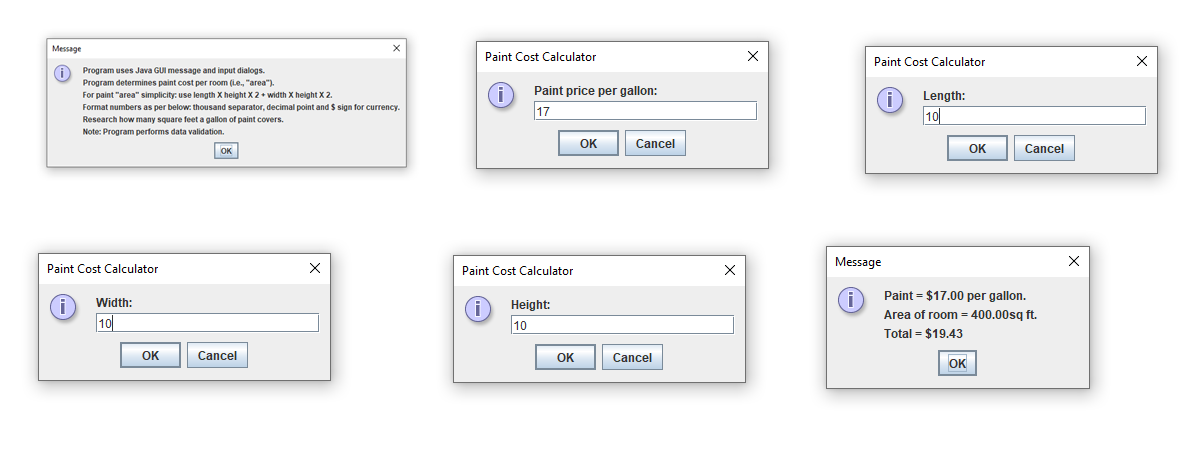 Message
Program uses Java GUI message and input dialogs.
Program determines paint cost per room (i.e., "area").
For paint "area" simplicity: use length X height X 2 + width X height X 2.
Format numbers as per below: thousand separator, decimal point and $ sign for currency.
Research how many square feet a gallon of paint covers.
Note: Program performs data validation.
OK
Paint Cost Calculator
Paint price per gallon:
17
OK Cancel
Paint Cost Calculator
Length:
10
OK Cancel
Paint Cost Calculator
Width:
10
OK Cancel
Paint Cost Calculator
Height:
10
OK Cancel
Message
Paint = $17.00 per gallon.
Area of room = 400.00sq ft.
Total = $19.43
OK